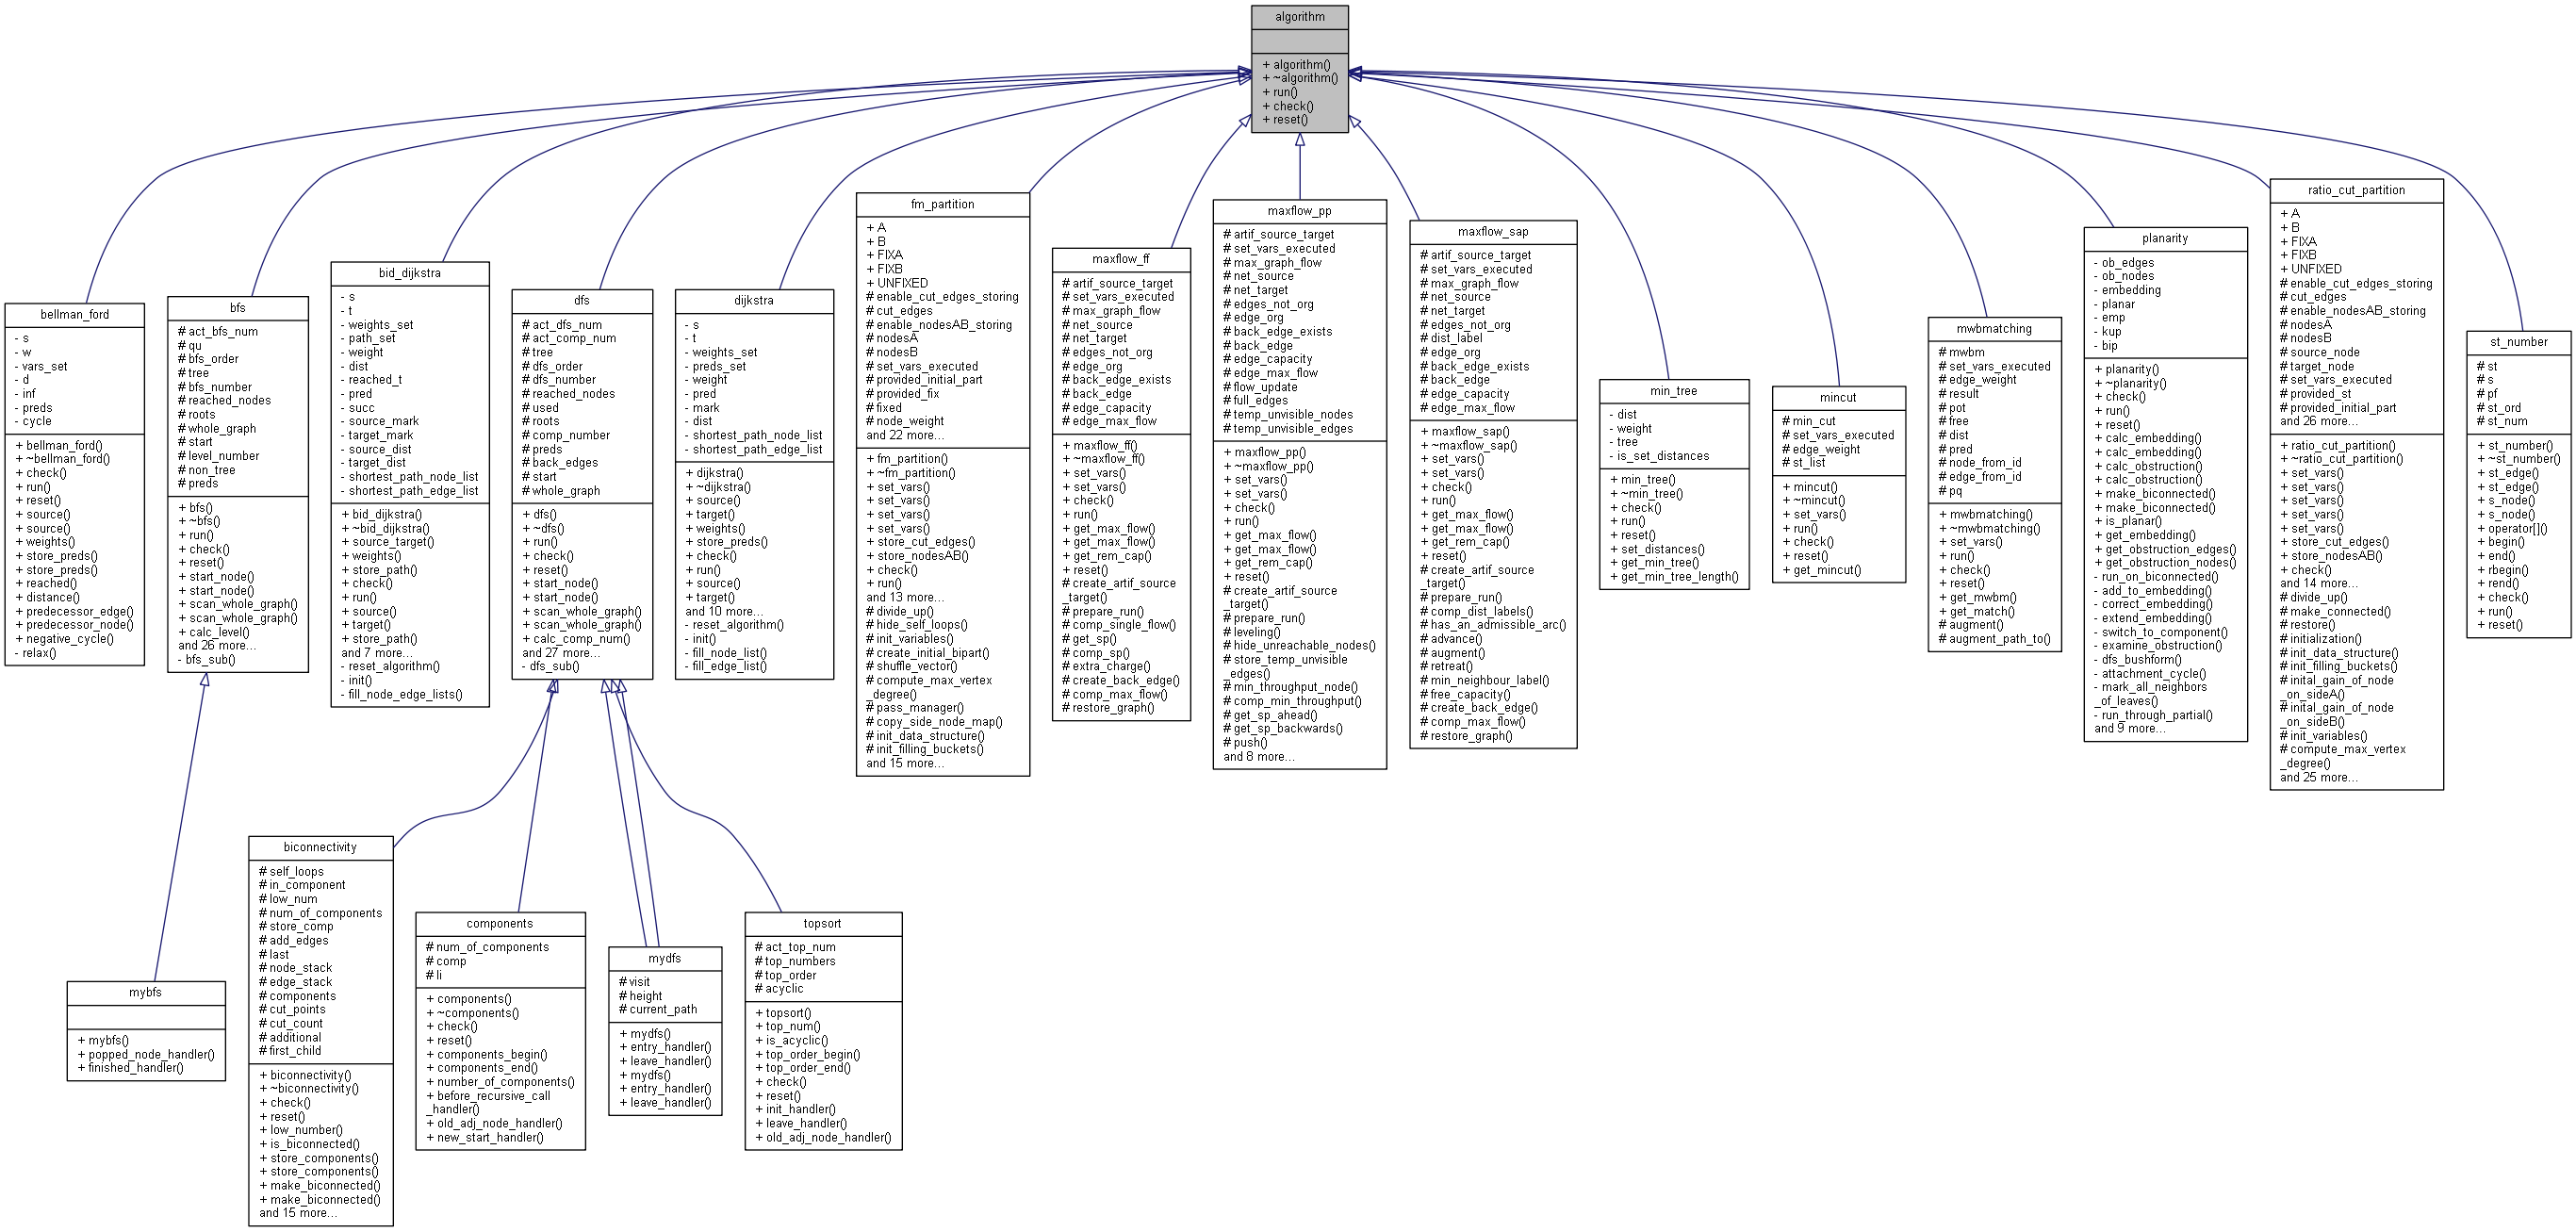 algorithm
+ algorithm()
+ ~algorithm()
+ run()
+ check()
+ reset()
bellman_ford
- s
- w
- vars_set
- d
- inf
- preds
- cycle
+ bellman_ford()
+ ~bellman_ford()
+ check()
+ run()
+ reset()
+ source()
+ source()
+ weights()
+ store_preds()
+ store_preds()
+ reached()
+ distance()
+ predecessor_edge()
+ predecessor_node()
+ negative_cycle()
- relax()
bfs
# act_bfs_num
# qu
# bfs_order
# tree
# bfs_number
# reached_nodes
# roots
# whole_graph
# start
# level_number
# non_tree
# preds
+ bfs()
+ ~bfs()
+ run()
+ check()
+ reset()
+ start_node()
+ start_node()
+ scan_whole_graph()
+ scan_whole_graph()
+ calc_level()
and 26 more...
- bfs_sub()
bid_dijkstra
- s
- t
- weights_set
- path_set
- weight
- dist
- reached_t
- pred
- succ
- source_mark
- target_mark
- source_dist
- target_dist
- shortest_path_node_list
- shortest_path_edge_list
+ bid_dijkstra()
+ ~bid_dijkstra()
+ source_target()
+ weights()
+ store_path()
+ check()
+ run()
+ source()
+ target()
+ store_path()
and 7 more...
- reset_algorithm()
- init()
- fill_node_edge_lists()
dfs
# act_dfs_num
# act_comp_num
# tree
# dfs_order
# dfs_number
# reached_nodes
# used
# roots
# comp_number
# preds
# back_edges
# start
# whole_graph
+ dfs()
+ ~dfs()
+ run()
+ check()
+ reset()
+ start_node()
+ start_node()
+ scan_whole_graph()
+ scan_whole_graph()
+ calc_comp_num()
and 27 more...
- dfs_sub()
dijkstra
- s
- t
- weights_set
- preds_set
- weight
- pred
- mark
- dist
- shortest_path_node_list
- shortest_path_edge_list
+ dijkstra()
+ ~dijkstra()
+ source()
+ target()
+ weights()
+ store_preds()
+ check()
+ run()
+ source()
+ target()
and 10 more...
- reset_algorithm()
- init()
- fill_node_list()
- fill_edge_list()
fm_partition
+ A
+ B
+ FIXA
+ FIXB
+ UNFIXED
# enable_cut_edges_storing
# cut_edges
# enable_nodesAB_storing
# nodesA
# nodesB
# set_vars_executed
# provided_initial_part
# provided_fix
# fixed
# node_weight
and 22 more...
+ fm_partition()
+ ~fm_partition()
+ set_vars()
+ set_vars()
+ set_vars()
+ set_vars()
+ store_cut_edges()
+ store_nodesAB()
+ check()
+ run()
and 13 more...
# divide_up()
# hide_self_loops()
# init_variables()
# create_initial_bipart()
# shuffle_vector()
# compute_max_vertex
_degree()
# pass_manager()
# copy_side_node_map()
# init_data_structure()
# init_filling_buckets()
and 15 more...
maxflow_ff
# artif_source_target
# set_vars_executed
# max_graph_flow
# net_source
# net_target
# edges_not_org
# edge_org
# back_edge_exists
# back_edge
# edge_capacity
# edge_max_flow
+ maxflow_ff()
+ ~maxflow_ff()
+ set_vars()
+ set_vars()
+ check()
+ run()
+ get_max_flow()
+ get_max_flow()
+ get_rem_cap()
+ reset()
# create_artif_source
_target()
# prepare_run()
# comp_single_flow()
# get_sp()
# comp_sp()
# extra_charge()
# create_back_edge()
# comp_max_flow()
# restore_graph()
maxflow_pp
# artif_source_target
# set_vars_executed
# max_graph_flow
# net_source
# net_target
# edges_not_org
# edge_org
# back_edge_exists
# back_edge
# edge_capacity
# edge_max_flow
# flow_update
# full_edges
# temp_unvisible_nodes
# temp_unvisible_edges
+ maxflow_pp()
+ ~maxflow_pp()
+ set_vars()
+ set_vars()
+ check()
+ run()
+ get_max_flow()
+ get_max_flow()
+ get_rem_cap()
+ reset()
# create_artif_source
_target()
# prepare_run()
# leveling()
# hide_unreachable_nodes()
# store_temp_unvisible
_edges()
# min_throughput_node()
# comp_min_throughput()
# get_sp_ahead()
# get_sp_backwards()
# push()
and 8 more...
maxflow_sap
# artif_source_target
# set_vars_executed
# max_graph_flow
# net_source
# net_target
# edges_not_org
# dist_label
# edge_org
# back_edge_exists
# back_edge
# edge_capacity
# edge_max_flow
+ maxflow_sap()
+ ~maxflow_sap()
+ set_vars()
+ set_vars()
+ check()
+ run()
+ get_max_flow()
+ get_max_flow()
+ get_rem_cap()
+ reset()
# create_artif_source
_target()
# prepare_run()
# comp_dist_labels()
# has_an_admissible_arc()
# advance()
# augment()
# retreat()
# min_neighbour_label()
# free_capacity()
# create_back_edge()
# comp_max_flow()
# restore_graph()
min_tree
- dist
- weight
- tree
- is_set_distances
+ min_tree()
+ ~min_tree()
+ check()
+ run()
+ reset()
+ set_distances()
+ get_min_tree()
+ get_min_tree_length()
mincut
# min_cut
# set_vars_executed
# edge_weight
# st_list
+ mincut()
+ ~mincut()
+ set_vars()
+ run()
+ check()
+ reset()
+ get_mincut()
mwbmatching
# mwbm
# set_vars_executed
# edge_weight
# result
# pot
# free
# dist
# pred
# node_from_id
# edge_from_id
# pq
+ mwbmatching()
+ ~mwbmatching()
+ set_vars()
+ run()
+ check()
+ reset()
+ get_mwbm()
+ get_match()
# augment()
# augment_path_to()
planarity
- ob_edges
- ob_nodes
- embedding
- planar
- emp
- kup
- bip
+ planarity()
+ ~planarity()
+ check()
+ run()
+ reset()
+ calc_embedding()
+ calc_embedding()
+ calc_obstruction()
+ calc_obstruction()
+ make_biconnected()
+ make_biconnected()
+ is_planar()
+ get_embedding()
+ get_obstruction_edges()
+ get_obstruction_nodes()
- run_on_biconnected()
- add_to_embedding()
- correct_embedding()
- extend_embedding()
- switch_to_component()
- examine_obstruction()
- dfs_bushform()
- attachment_cycle()
- mark_all_neighbors
_of_leaves()
- run_through_partial()
and 9 more...
ratio_cut_partition
+ A
+ B
+ FIXA
+ FIXB
+ UNFIXED
# enable_cut_edges_storing
# cut_edges
# enable_nodesAB_storing
# nodesA
# nodesB
# source_node
# target_node
# set_vars_executed
# provided_st
# provided_initial_part
and 26 more...
+ ratio_cut_partition()
+ ~ratio_cut_partition()
+ set_vars()
+ set_vars()
+ set_vars()
+ set_vars()
+ set_vars()
+ store_cut_edges()
+ store_nodesAB()
+ check()
and 14 more...
# divide_up()
# make_connected()
# restore()
# initialization()
# init_data_structure()
# init_filling_buckets()
# inital_gain_of_node
_on_sideA()
# inital_gain_of_node
_on_sideB()
# init_variables()
# compute_max_vertex
_degree()
and 25 more...
st_number
# st
# s
# pf
# st_ord
# st_num
+ st_number()
+ ~st_number()
+ st_edge()
+ st_edge()
+ s_node()
+ s_node()
+ operator[]()
+ begin()
+ end()
+ rbegin()
+ rend()
+ check()
+ run()
+ reset()
mybfs
+ mybfs()
+ popped_node_handler()
+ finished_handler()
biconnectivity
# self_loops
# in_component
# low_num
# num_of_components
# store_comp
# add_edges
# last
# node_stack
# edge_stack
# components
# cut_points
# cut_count
# additional
# first_child
+ biconnectivity()
+ ~biconnectivity()
+ check()
+ reset()
+ low_number()
+ is_biconnected()
+ store_components()
+ store_components()
+ make_biconnected()
+ make_biconnected()
and 15 more...
components
# num_of_components
# comp
# li
+ components()
+ ~components()
+ check()
+ reset()
+ components_begin()
+ components_end()
+ number_of_components()
+ before_recursive_call
_handler()
+ old_adj_node_handler()
+ new_start_handler()
mydfs
# visit
# height
# current_path
+ mydfs()
+ entry_handler()
+ leave_handler()
+ mydfs()
+ entry_handler()
+ leave_handler()
topsort
# act_top_num
# top_numbers
# top_order
# acyclic
+ topsort()
+ top_num()
+ is_acyclic()
+ top_order_begin()
+ top_order_end()
+ check()
+ reset()
+ init_handler()
+ leave_handler()
+ old_adj_node_handler()